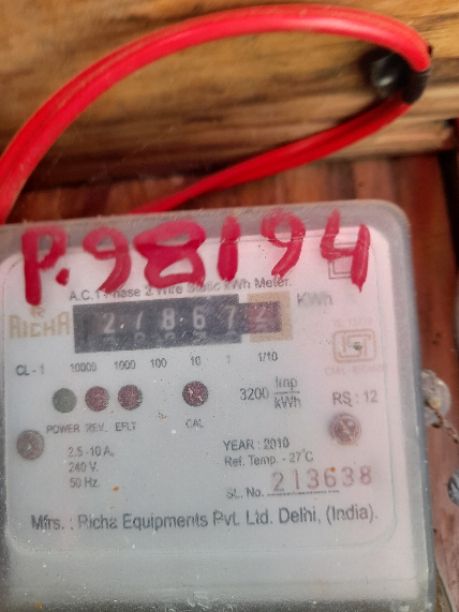 P.98194
A.C. 1 Phase 2 Wire Static kWh Meter.
RICHA
2 1 8 6 7 2
KWh
CL - 1 10000 1000 100 10 1 1/10
3200 Imp/kWh
RS : 12
POWER REV. EFLT CAL
2.5 -10 A.
240 V.
50 Hz.
YEAR : 2010
Ref. Temp. - 27°C
SL. No. 213638
Mfrs. : Richa Equipments Pvt. Ltd. Delhi, (India).